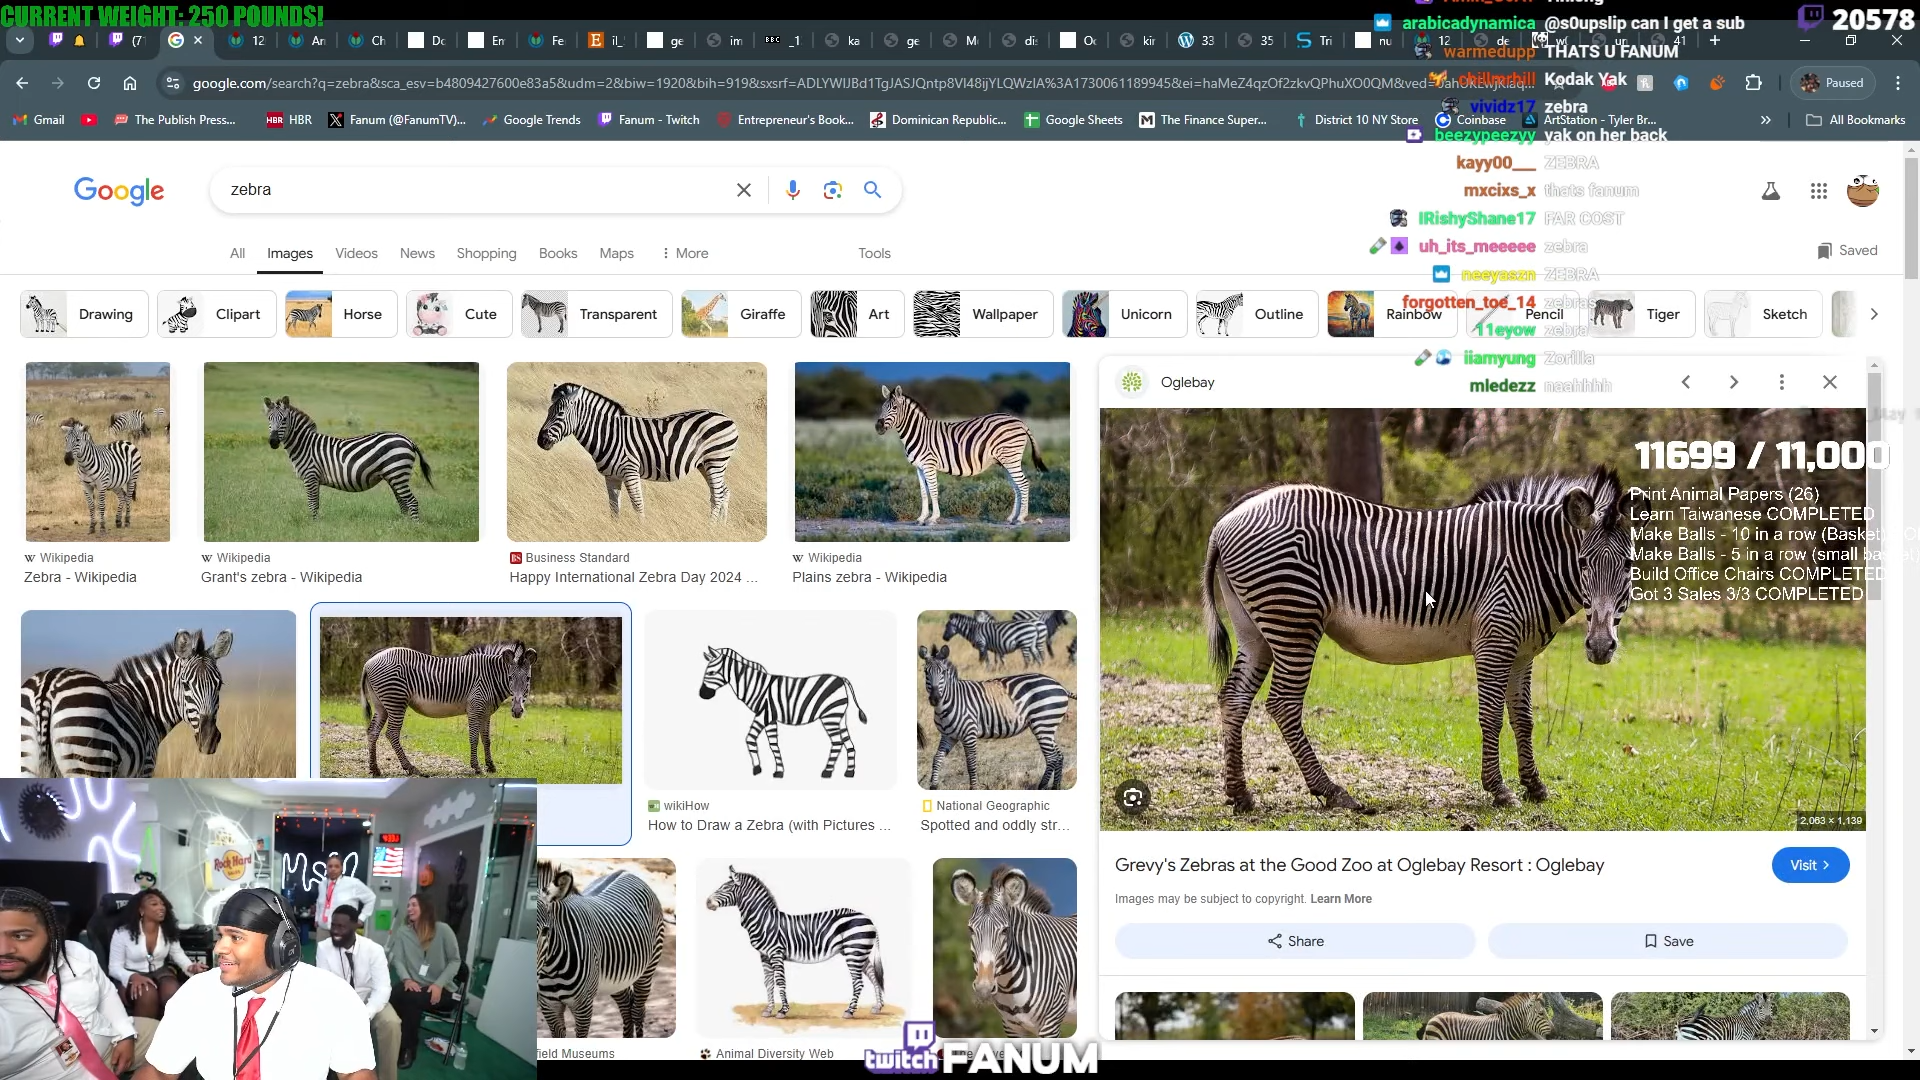 CURRENT WEIGHT: 250 POUNDS!
arabicadynamica @s0upslip can I get a sub
20578
warmedupp THATS U FANUM
chillmrhill Kodak Yak
vividz17 zebra
beezypeezyy yak on her back
kayy00__ ZEBRA
mxcixs_x thats fanum
IRishyShane17 FAR COST
uh_its_meeeee zebra
neeyaszn ZEBRA
forgotten_toe_14 zebras
11eyow zebra
iiamyung Zorilla
mledezz naahhhh
Paused
Gmail
The Publish Press...
HBR
Fanum (@FanumTV)...
Google Trends
Fanum - Twitch
Entrepreneur's Book...
Dominican Republic...
Google Sheets
The Finance Super...
District 10 NY Store
Coinbase
ArtStation - Tyler Br...
All Bookmarks
Google
zebra
All
Images
Videos
News
Shopping
Books
Maps
More
Tools
Saved
Drawing
Clipart
Horse
Cute
Transparent
Giraffe
Art
Wallpaper
Unicorn
Outline
Rainbow
Pencil
Tiger
Sketch
Wikipedia
Zebra - Wikipedia
Wikipedia
Grant's zebra - Wikipedia
Business Standard
Happy International Zebra Day 2024 ...
Wikipedia
Plains zebra - Wikipedia
Oglebay
11699 / 11,000
Print Animal Papers (26)
Learn Taiwanese COMPLETED
Make Balls - 10 in a row
Make Balls - 5 in a row (small basket)
Build Office Chairs COMPLETED
Got 3 Sales 3/3 COMPLETED
2,063 × 1,139
wikiHow
How to Draw a Zebra (with Pictures ...
National Geographic
Spotted and oddly str...
Grevy's Zebras at the Good Zoo at Oglebay Resort : Oglebay
Visit
Images may be subject to copyright. Learn More
Share
Save
field Museums
Animal Diversity Web
twitch FANUM